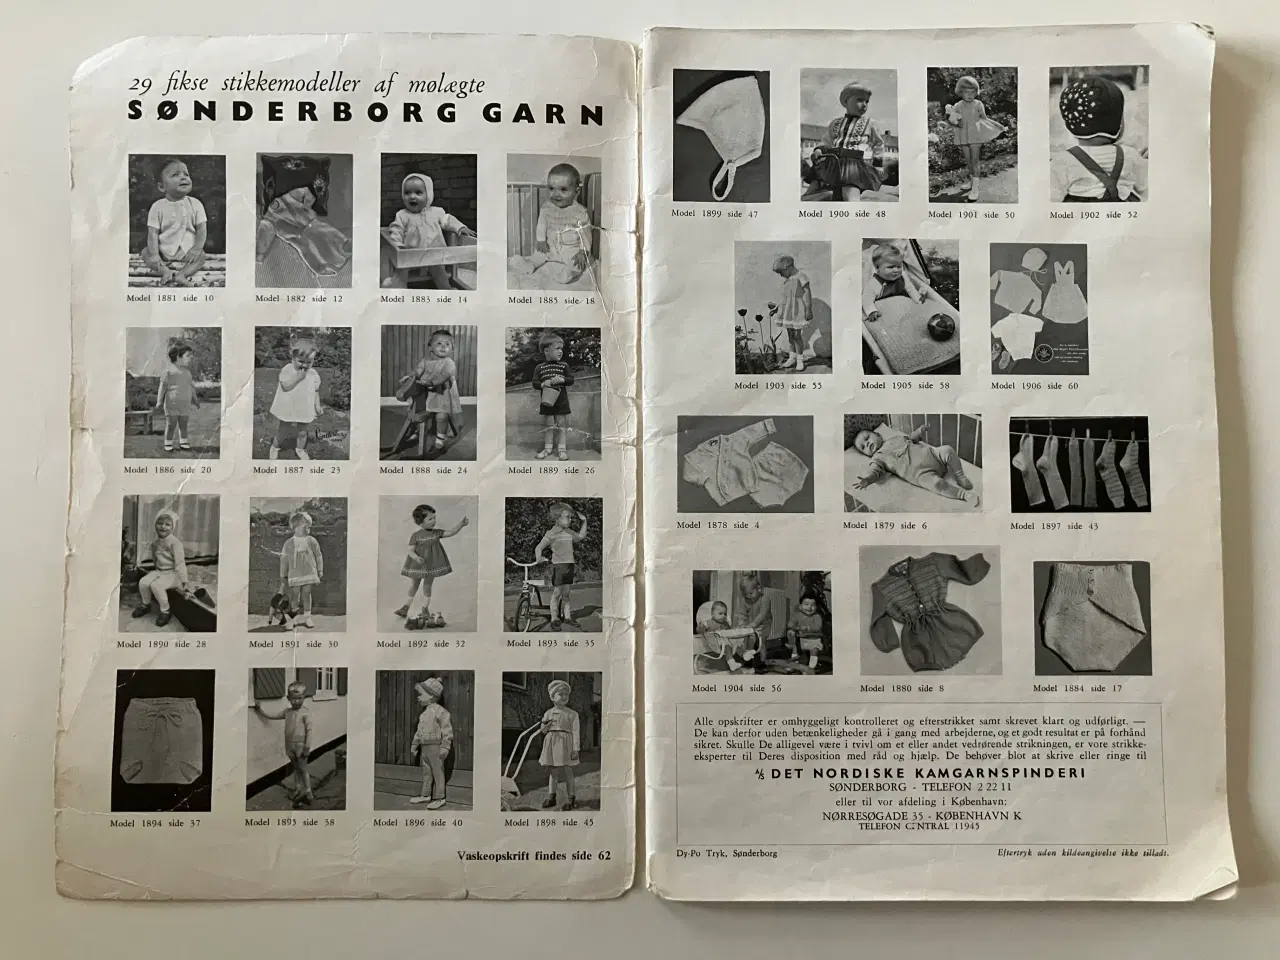 29 fikse stikkemodeller af mølægte
SØNDERBORG GARN
Model 1881 side 10
Model 1882 side 12
Model 1883 side 14
Model 1885 side 18
Model 1886 side 20
Model 1887 side 23
Model 1888 side 24
Model 1889 side 26
Model 1890 side 28
Model 1891 side 30
Model 1892 side 32
Model 1893 side 35
Model 1894 side 37
Model 1895 side 38
Model 1896 side 40
Model 1898 side 45
Vaskeopskrift findes side 62
Model 1899 side 47
Model 1900 side 48
Model 1901 side 50
Model 1902 side 52
Model 1903 side 55
Model 1905 side 58
Model 1906 side 60
Model 1878 side 4
Model 1879 side 6
Model 1897 side 43
Model 1904 side 56
Model 1880 side 8
Model 1884 side 17
Alle opskrifter er omhyggeligt kontrolleret og efterstrikket samt skrevet klart og udførligt. —
De kan derfor uden betænkeligheder gå i gang med arbejderne, og et godt resultat er på forhånd
sikret. Skulle De alligevel være i tvivl om et eller andet vedrørende strikningen, er vore strikke-
eksperter til Deres disposition med råd og hjælp. De behøver blot at skrive eller ringe til
A/S DET NORDISKE KAMGARNSPINDERI
SØNDERBORG - TELEFON 2 22 11
eller til vor afdeling i København:
NØRRESØGADE 35 - KØBENHAVN K
TELEFON CENTRAL 11945
Dy-Po Tryk, Sønderborg
Eftertryk uden kildeangivelse ikke tilladt.